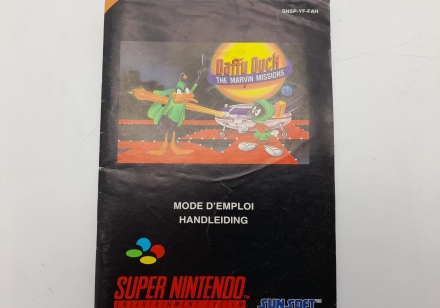 SNSP-YF-FAH
Daffy Duck
THE MARVIN MISSIONS
MODE D'EMPLOI
HANDLEIDING
SUPER NINTENDO
ENTERTAINMENT SYSTEM
SUNSOFT